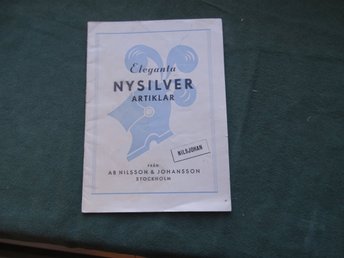 Eleganta
NYSILVER
ARTIKLAR
NILSJOHAN
FRÅN
AB NILSSON & JOHANSSON
STOCKHOLM